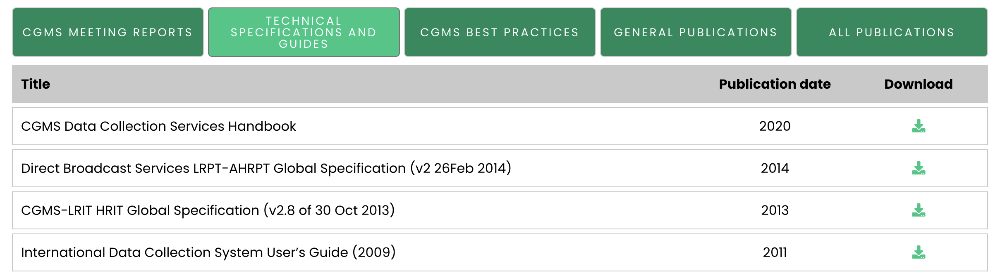 CGMS MEETING REPORTS
TECHNICAL
SPECIFICATIONS AND
GUIDES
CGMS BEST PRACTICES
GENERAL PUBLICATIONS
ALL PUBLICATIONS
Title Publication date Download
CGMS Data Collection Services Handbook 2020
Direct Broadcast Services LRPT-AHRPT Global Specification (v2 26Feb 2014) 2014
CGMS-LRIT HRIT Global Specification (v2.8 of 30 Oct 2013) 2013
International Data Collection System User’s Guide (2009) 2011